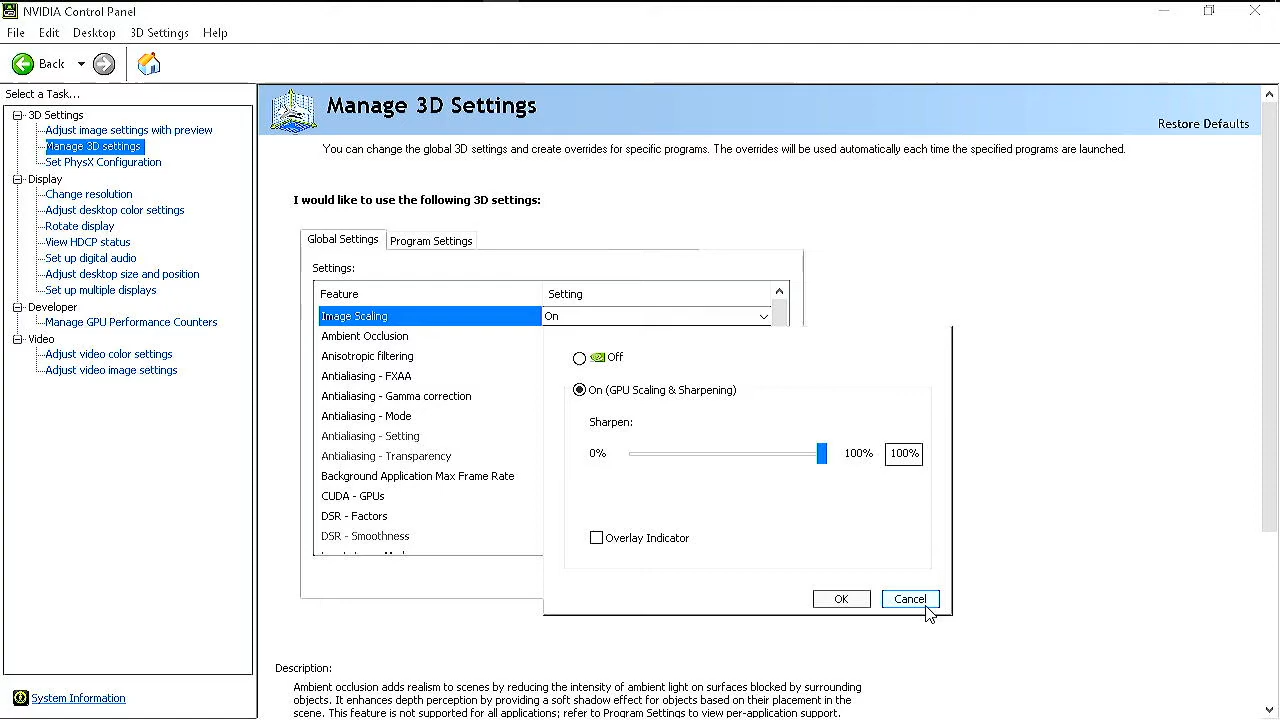 NVIDIA Control Panel
File Edit Desktop 3D Settings Help
Back
Select a Task...
3D Settings
Adjust image settings with preview
Manage 3D settings
Set PhysX Configuration
Display
Change resolution
Adjust desktop color settings
Rotate display
View HDCP status
Set up digital audio
Adjust desktop size and position
Set up multiple displays
Developer
Manage GPU Performance Counters
Video
Adjust video color settings
Adjust video image settings
System Information
Manage 3D Settings
Restore Defaults
You can change the global 3D settings and create overrides for specific programs. The overrides will be used automatically each time the specified programs are launched.
I would like to use the following 3D settings:
Global Settings Program Settings
Settings:
Feature Setting
Image Scaling On
Ambient Occlusion
Anisotropic filtering
Antialiasing - FXAA
Antialiasing - Gamma correction
Antialiasing - Mode
Antialiasing - Setting
Antialiasing - Transparency
Background Application Max Frame Rate
CUDA - GPUs
DSR - Factors
DSR - Smoothness
Off
On (GPU Scaling & Sharpening)
Sharpen:
0% 100% 100%
Overlay Indicator
OK Cancel
Description:
Ambient occlusion adds realism to scenes by reducing the intensity of ambient light on surfaces blocked by surrounding
objects. It enhances depth perception by providing a soft shadow effect for objects based on their placement in the
scene. This feature is not supported for all applications; refer to Program Settings to view per-application support